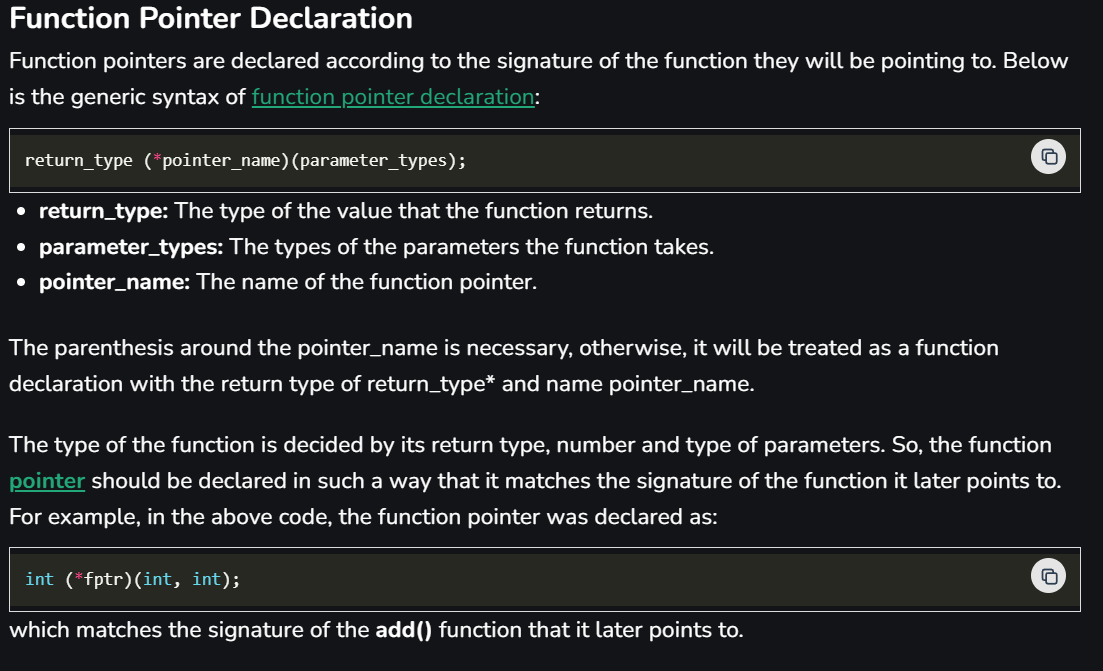 Function Pointer Declaration
Function pointers are declared according to the signature of the function they will be pointing to. Below
is the generic syntax of function pointer declaration:
return_type (*pointer_name)(parameter_types);
• return_type: The type of the value that the function returns.
• parameter_types: The types of the parameters the function takes.
• pointer_name: The name of the function pointer.
The parenthesis around the pointer_name is necessary, otherwise, it will be treated as a function
declaration with the return type of return_type* and name pointer_name.
The type of the function is decided by its return type, number and type of parameters. So, the function
pointer should be declared in such a way that it matches the signature of the function it later points to.
For example, in the above code, the function pointer was declared as:
int (*fptr)(int, int);
which matches the signature of the add() function that it later points to.